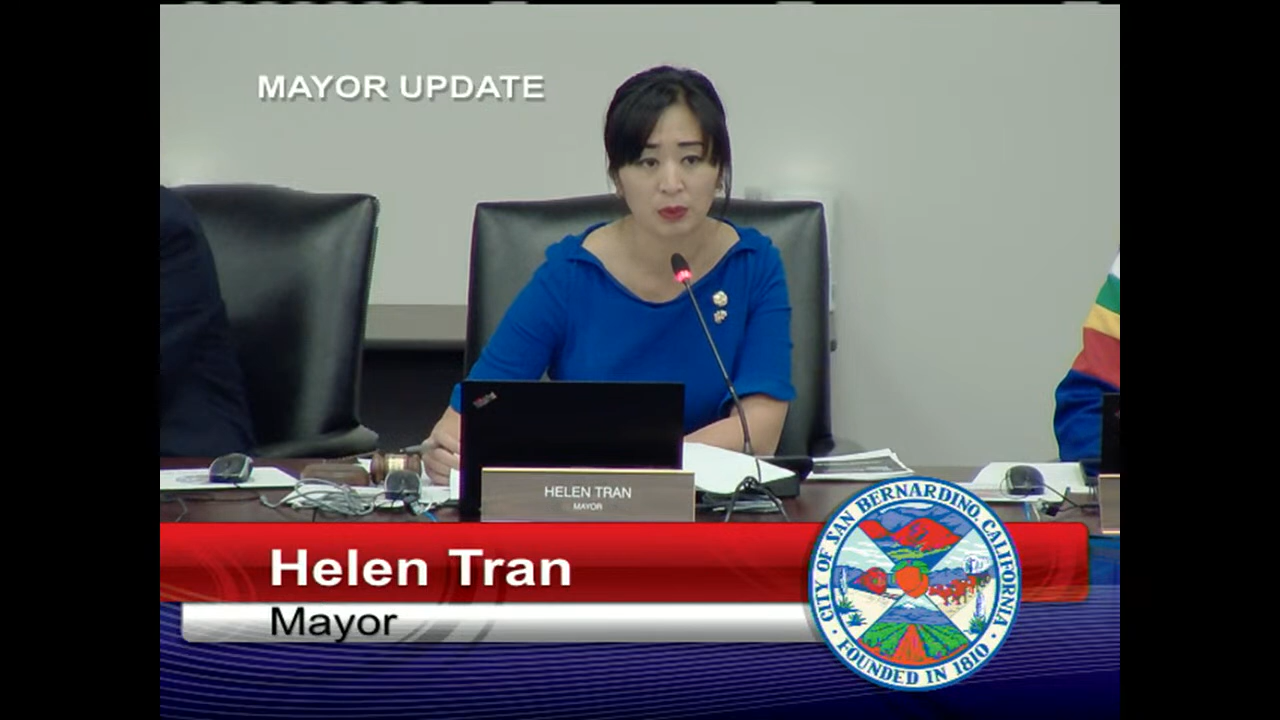 MAYOR UPDATE
HELEN TRAN
MAYOR
Helen Tran
Mayor
CITY OF SAN BERNARDINO, CALIFORNIA
FOUNDED IN 1810